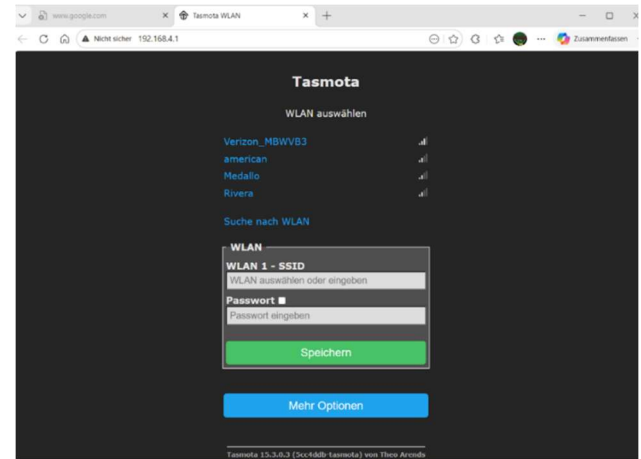 www.google.com
Tasmota WLAN
Nicht sicher 192.168.4.1
Zusammenfassen
Tasmota
WLAN auswählen
Verizon_MBWVB3
american
Medallo
Rivera
Suche nach WLAN
WLAN
WLAN 1 - SSID
WLAN auswählen oder eingeben
Passwort
Passwort eingeben
Speichern
Mehr Optionen
Tasmota 15.3.0.3 (5cc4ddb-tasmota) von Theo Arends